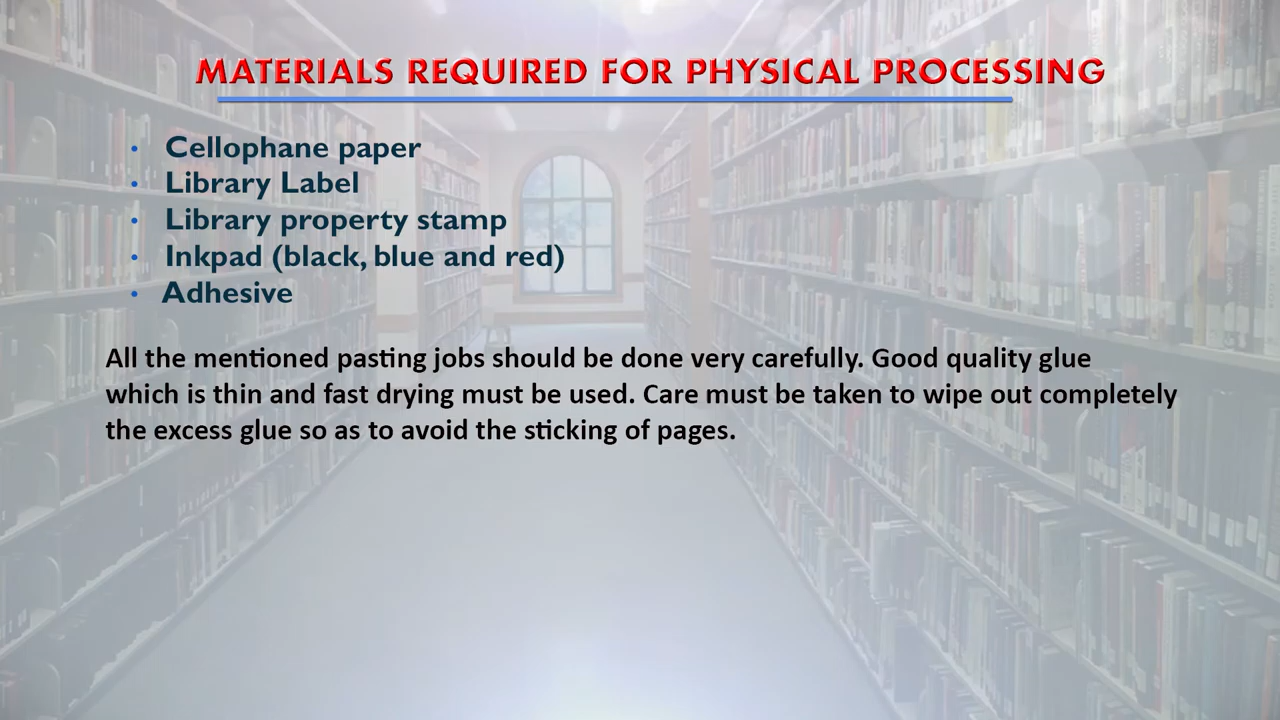 MATERIALS REQUIRED FOR PHYSICAL PROCESSING
• Cellophane paper
• Library Label
• Library property stamp
• Inkpad (black, blue and red)
• Adhesive
All the mentioned pasting jobs should be done very carefully. Good quality glue
which is thin and fast drying must be used. Care must be taken to wipe out completely
the excess glue so as to avoid the sticking of pages.